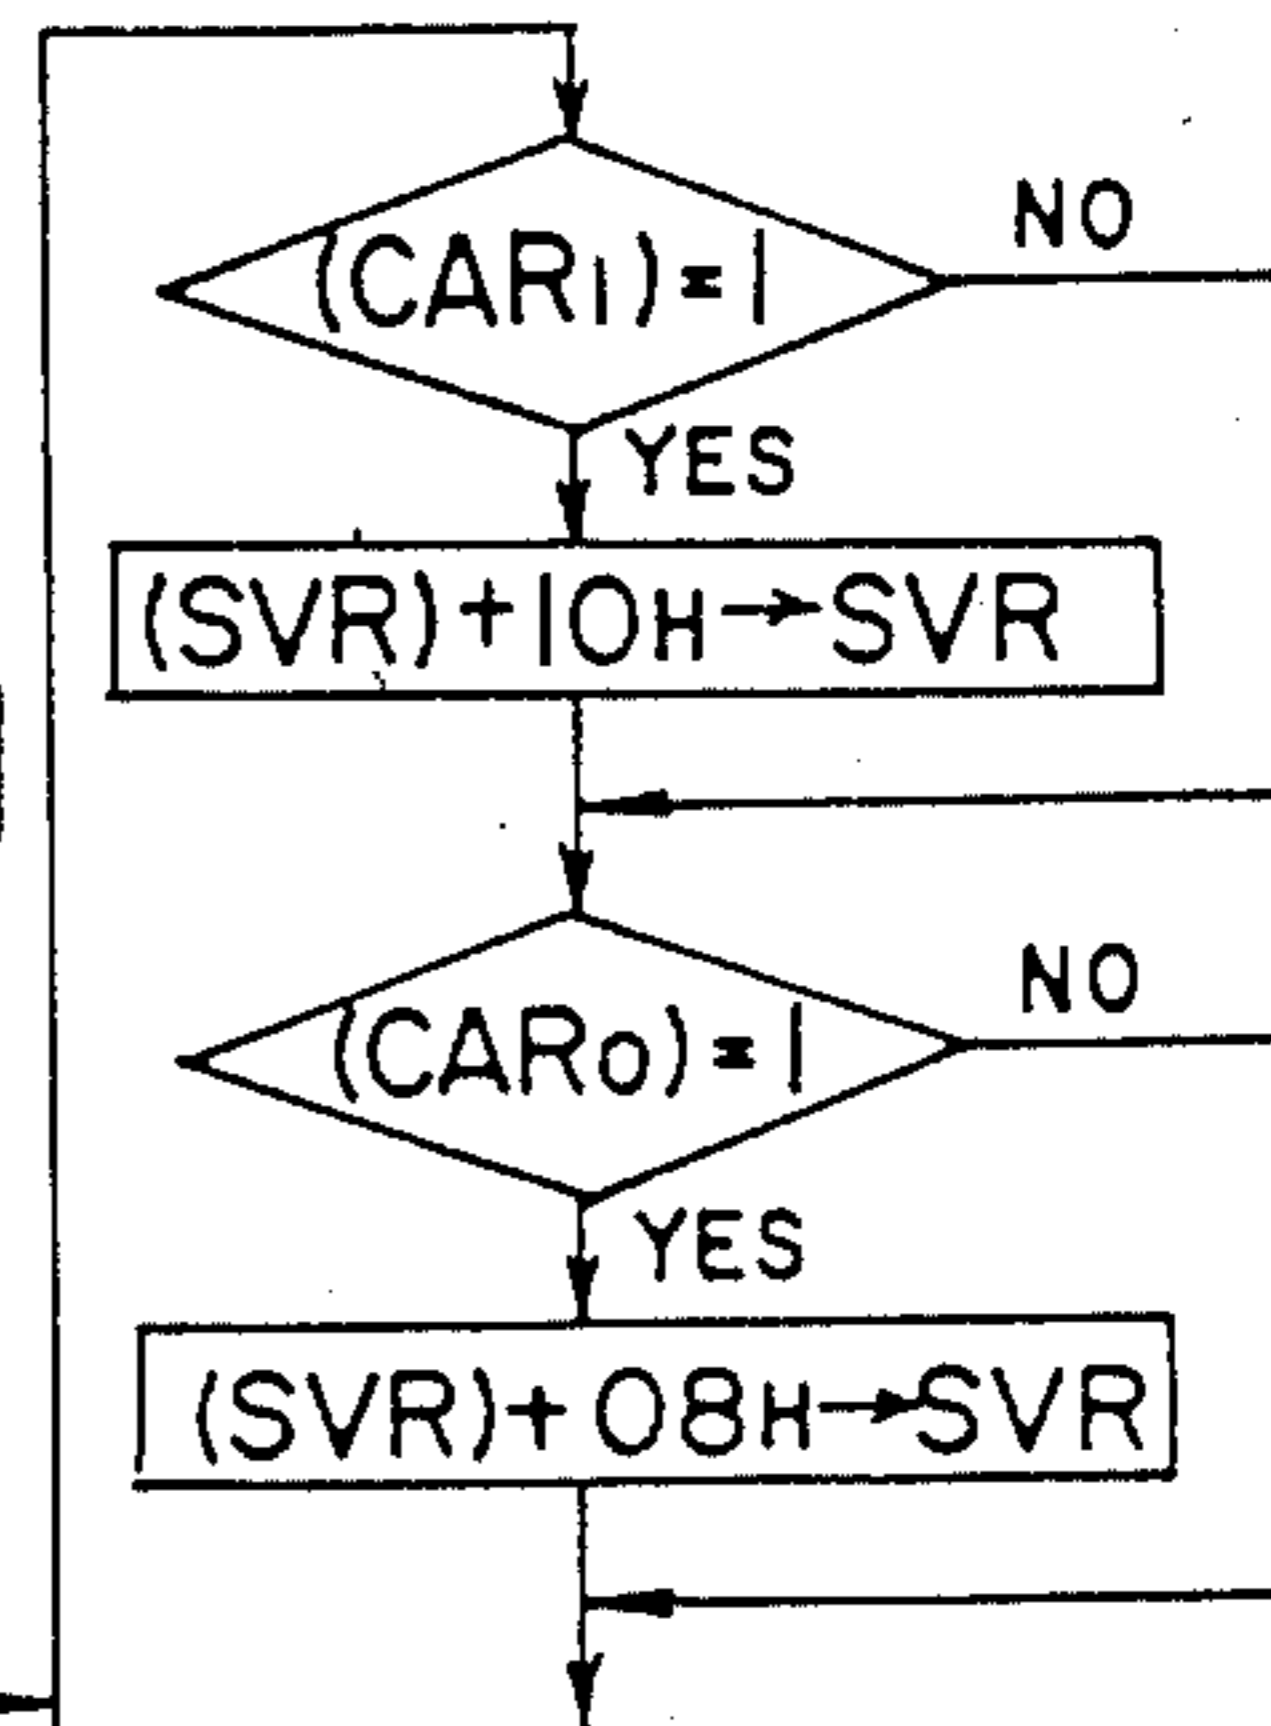 NO
(CAR₁) = 1
YES
(SVR) + 10H → SVR
NO
(CAR₀) = 1
YES
(SVR) + 08H → SVR